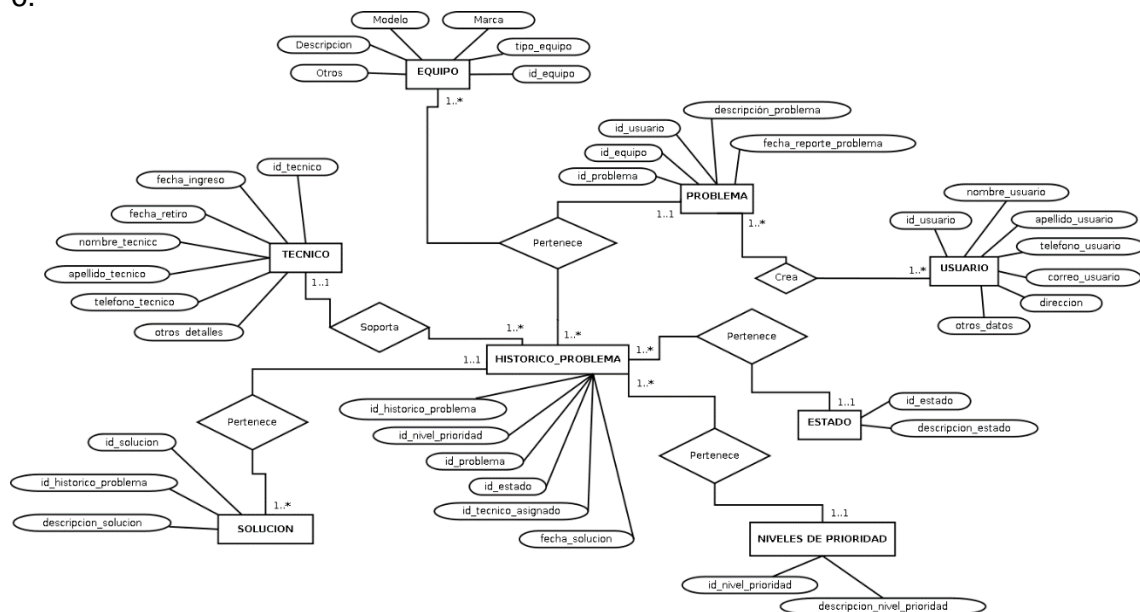 Modelo
Marca
Descripcion
tipo_equipo
Otros
EQUIPO
id_equipo
1..*
descripción_problema
id_usuario
fecha_reporte_problema
id_equipo
id_problema
PROBLEMA
1..1
1..*
id_tecnico
fecha_ingreso
fecha_retiro
nombre_tecnicc
TECNICO
apellido_tecnico
telefono_tecnico
otros_detalles
1..1
Pertenece
nombre_usuario
id_usuario
apellido_usuario
telefono_usuario
USUARIO
correo_usuario
direccion
otros_datos
1..*
Crea
Soporta
1..*
1..*
HISTORICO_PROBLEMA
1..1
1..*
1..*
Pertenece
1..1
id_estado
ESTADO
descripcion_estado
id_historico_problema
id_nivel_prioridad
id_problema
id_estado
id_tecnico_asignado
fecha_solucion
Pertenece
id_solucion
id_historico_problema
descripcion_solucion
1..*
SOLUCION
Pertenece
1..1
NIVELES DE PRIORIDAD
id_nivel_prioridad
descripcion_nivel_prioridad